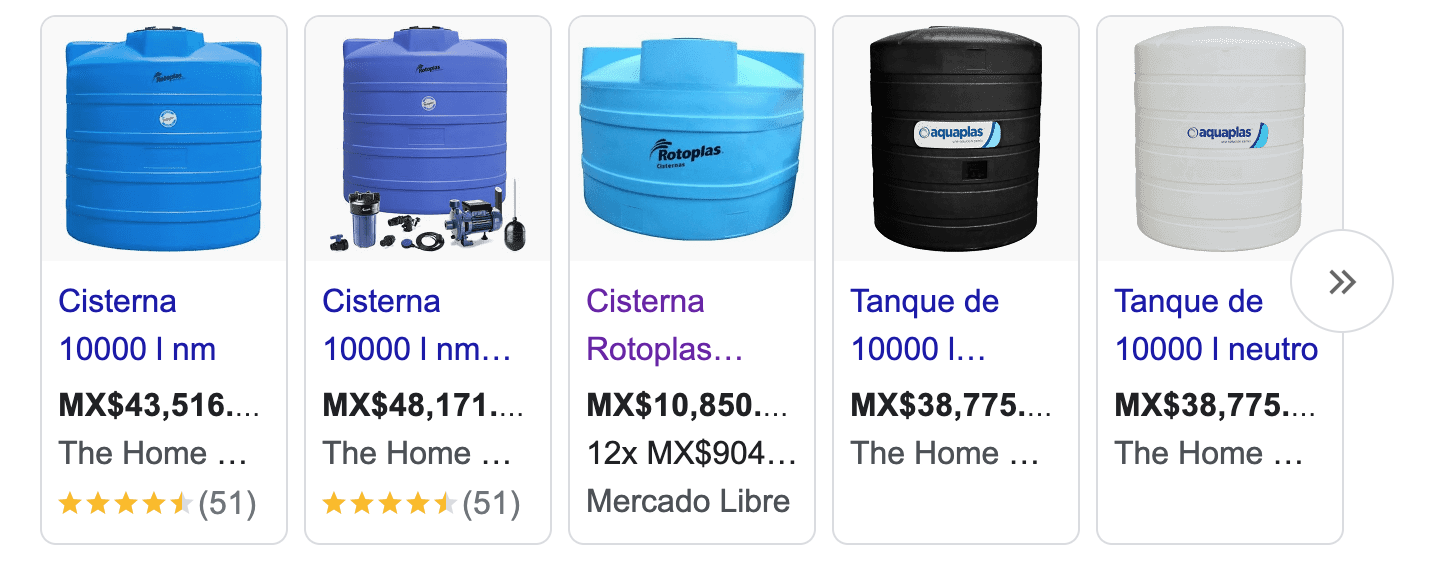 Rotoplas
Cisterna
10000 l nm
MX$43,516....
The Home ...
(51)
Rotoplas
Cisterna
10000 l nm...
MX$48,171....
The Home ...
(51)
Rotoplas
Cisternas
Cisterna
Rotoplas...
MX$10,850....
12x MX$904...
Mercado Libre
aquaplas
Tanque de
10000 l...
MX$38,775....
The Home ...
aquaplas
Tanque de
10000 l neutro
MX$38,775....
The Home ...